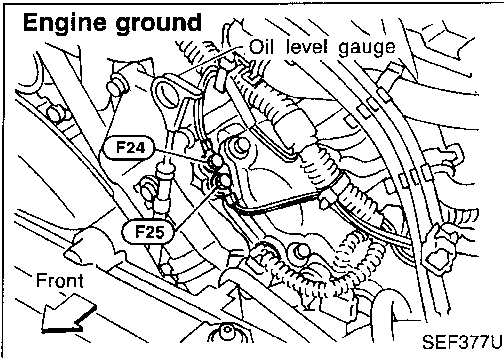 Engine ground
Oil level gauge
F24
F25
Front
SEF377U